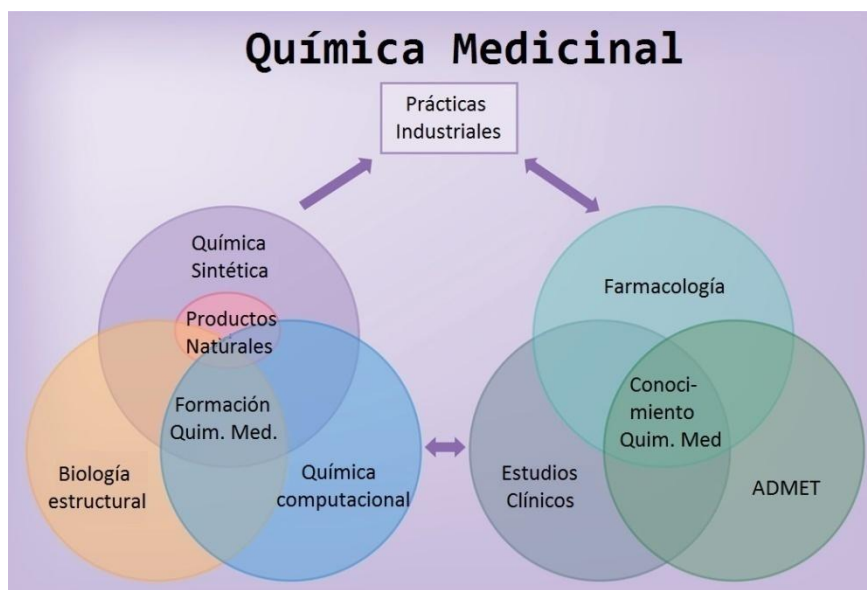 Química Medicinal
Prácticas
Industriales
Química
Sintética
Productos
Naturales
Formación
Quim. Med.
Biología
estructural
Química
computacional
Farmacología
Conoci-
miento
Quim. Med
Estudios
Clínicos
ADMET